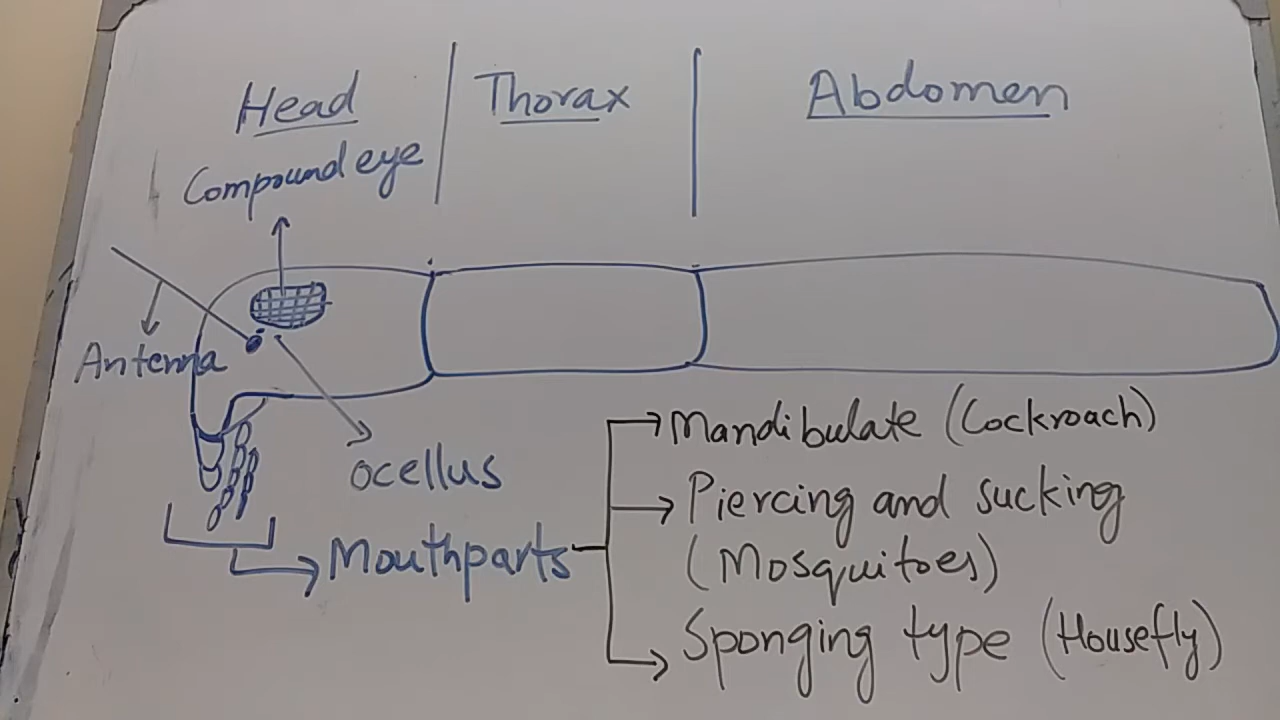 Head
Thorax
Abdomen
Compound eye
Antenna
ocellus
Mouthparts
Mandibulate (Cockroach)
Piercing and sucking
(Mosquitoes)
Sponging type (Housefly)